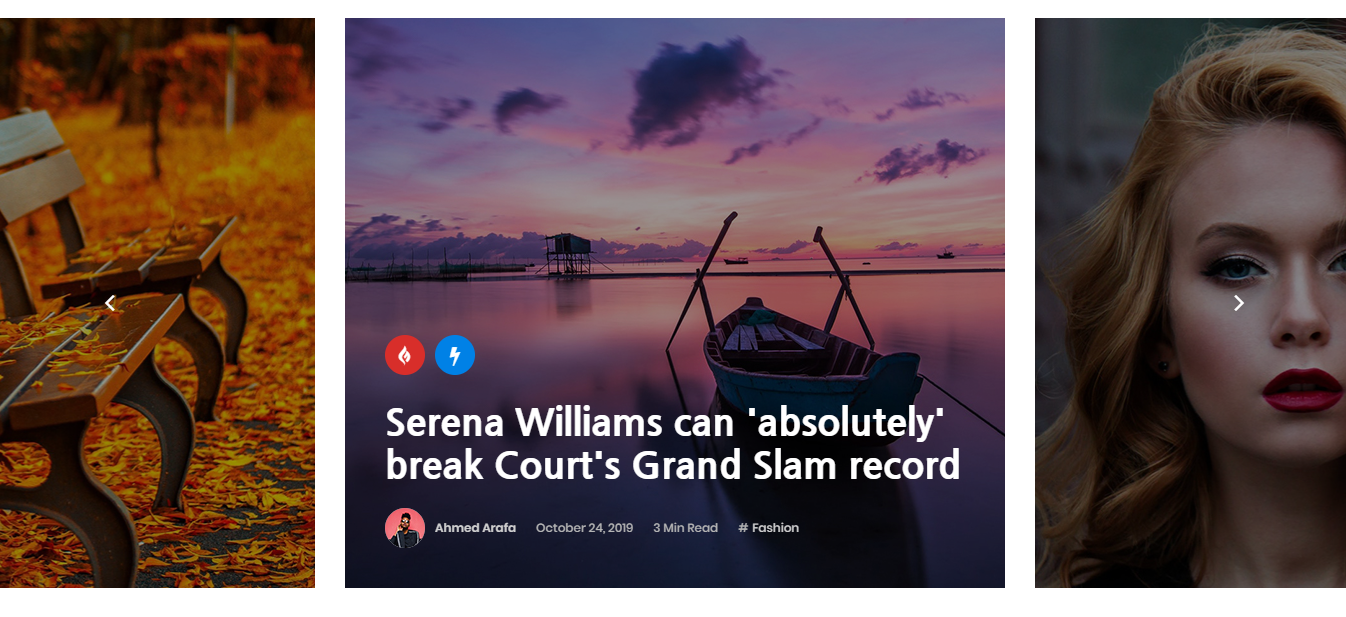 Serena Williams can 'absolutely'
break Court's Grand Slam record
Ahmed Arafa October 24, 2019 3 Min Read # Fashion